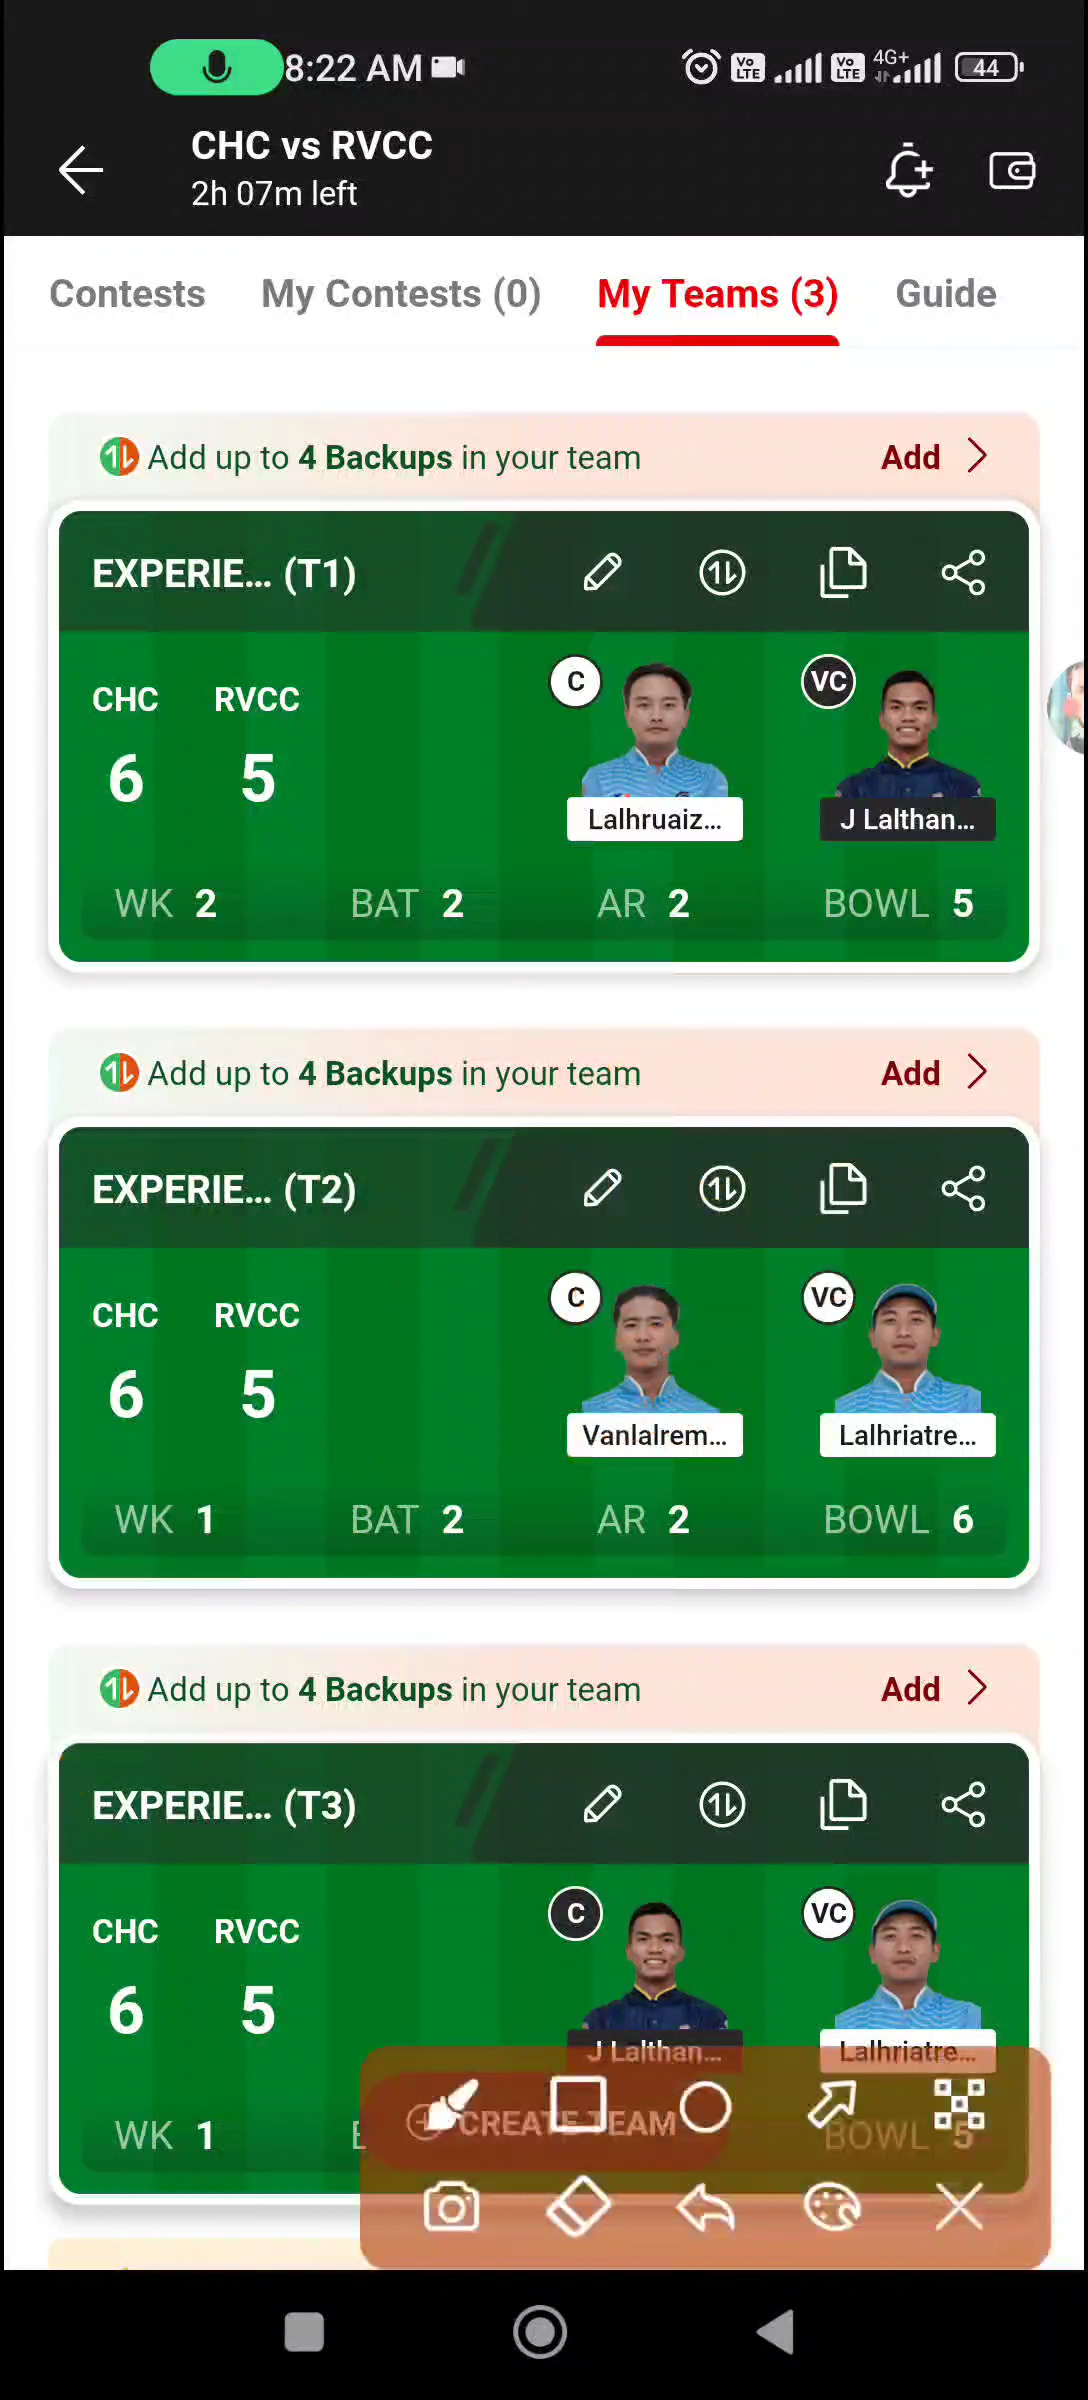 8:22 AM Vo LTE Vo LTE 4G+ 44
CHC vs RVCC
2h 07m left
Contests My Contests (0) My Teams (3) Guide
Add up to 4 Backups in your team Add
EXPERIE... (T1)
CHC RVCC C VC
6 5
Lalhruaiz... J Lalthan...
WK 2 BAT 2 AR 2 BOWL 5
Add up to 4 Backups in your team Add
EXPERIE... (T2)
CHC RVCC C VC
6 5
Vanlalrem... Lalhriatre...
WK 1 BAT 2 AR 2 BOWL 6
Add up to 4 Backups in your team Add
EXPERIE... (T3)
CHC RVCC C VC
6 5
J Lalthan... Lalhriatre...
CREATE TEAM
WK 1 BOWL 5